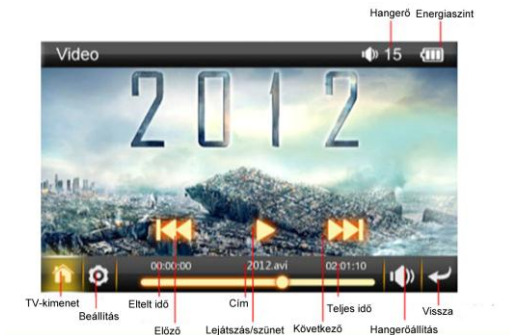 Hangerő Energiaszint
Video 15
2012
00:00:00 2012.avi 02:01:10
TV-kimenet Eltelt idő Cím Teljes idő Vissza
Beállítás
Előző Lejátszás/szünet Következő Hangerőállítás